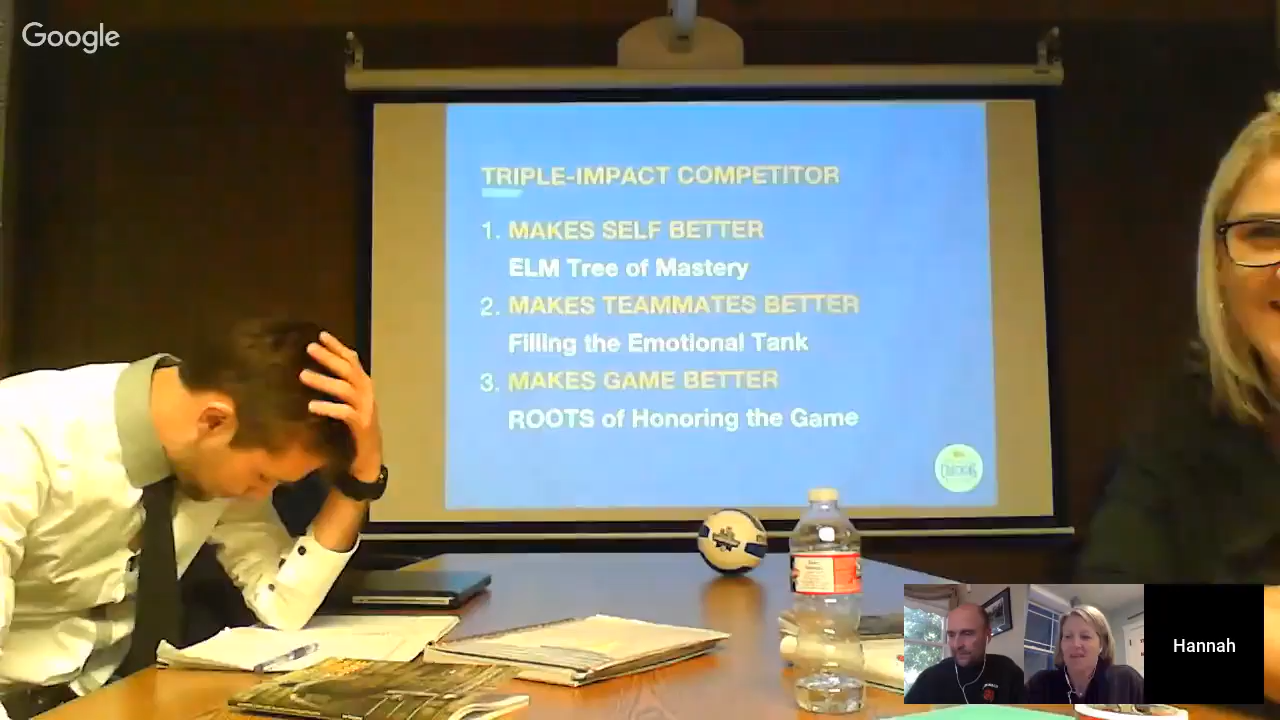 Google
TRIPLE-IMPACT COMPETITOR
1. MAKES SELF BETTER
ELM Tree of Mastery
2. MAKES TEAMMATES BETTER
Filling the Emotional Tank
3. MAKES GAME BETTER
ROOTS of Honoring the Game
Hannah